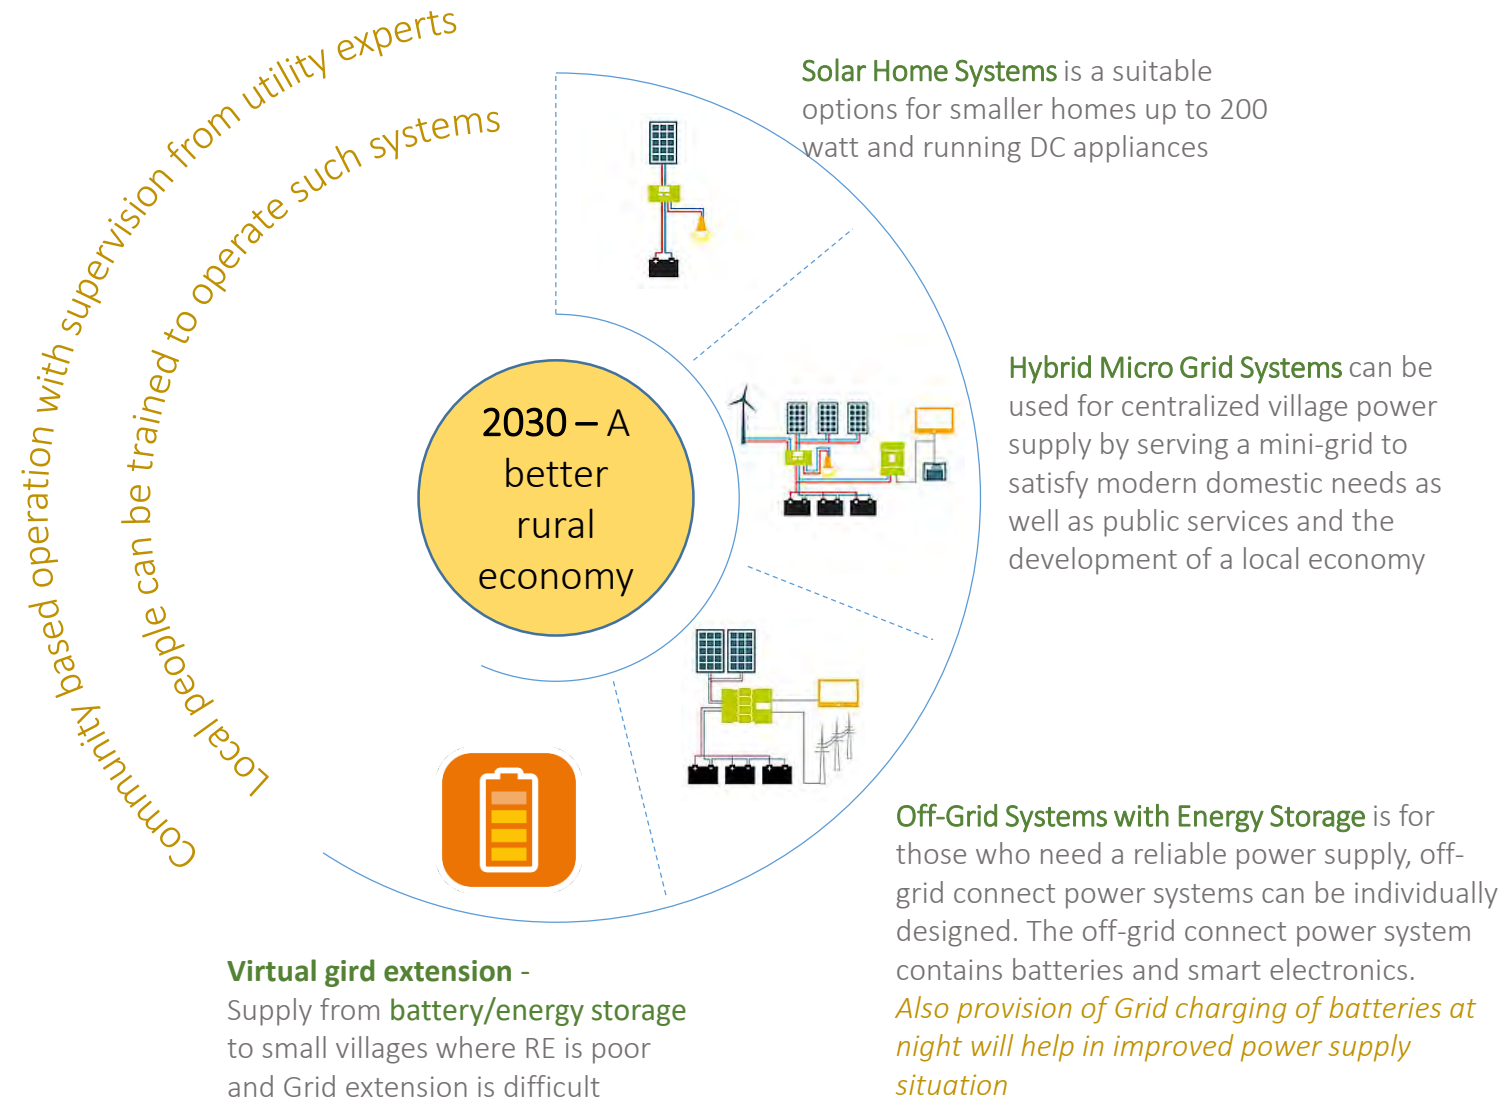 Community based operation with supervision from utility experts
Local people can be trained to operate such systems
Solar Home Systems is a suitable
options for smaller homes up to 200
watt and running DC appliances
2030 – A
better
rural
economy
Hybrid Micro Grid Systems can be
used for centralized village power
supply by serving a mini-grid to
satisfy modern domestic needs as
well as public services and the
development of a local economy
Off-Grid Systems with Energy Storage is for
those who need a reliable power supply, off-
grid connect power systems can be individually
designed. The off-grid connect power system
contains batteries and smart electronics.
Also provision of Grid charging of batteries at
night will help in improved power supply
situation
Virtual gird extension -
Supply from battery/energy storage
to small villages where RE is poor
and Grid extension is difficult